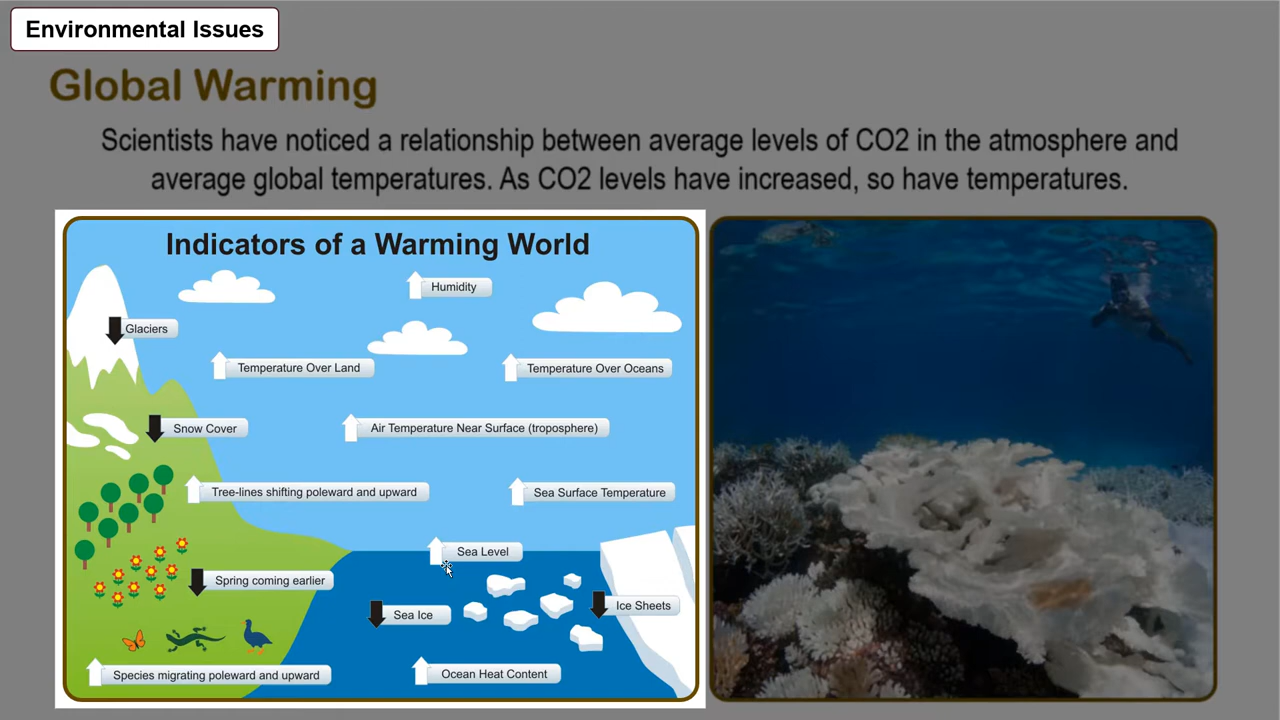 Environmental Issues
Global Warming
Scientists have noticed a relationship between average levels of CO2 in the atmosphere and
average global temperatures. As CO2 levels have increased, so have temperatures.
Indicators of a Warming World
Humidity
Glaciers
Temperature Over Land
Temperature Over Oceans
Snow Cover
Air Temperature Near Surface (troposphere)
Tree-lines shifting poleward and upward
Sea Surface Temperature
Sea Level
Spring coming earlier
Sea Ice
Ice Sheets
Species migrating poleward and upward
Ocean Heat Content